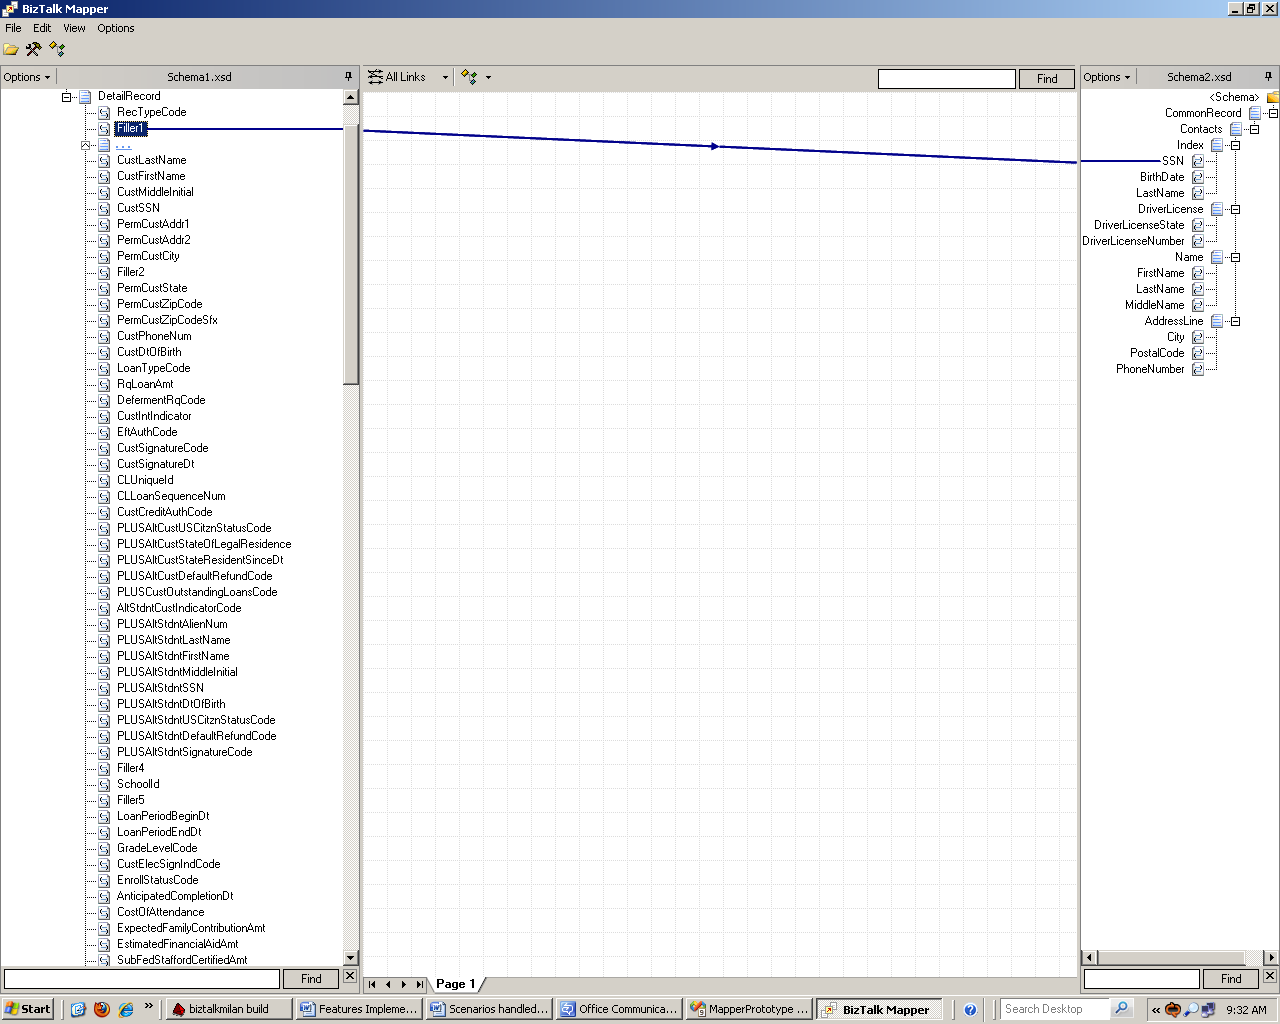 BizTalk Mapper
File Edit View Options
Options Schema1.xsd
All Links Find
Options Schema2.xsd
DetailRecord
RecTypeCode
Filler1
...
CustLastName
CustFirstName
CustMiddleInitial
CustSSN
PermCustAddr1
PermCustAddr2
PermCustCity
Filler2
PermCustState
PermCustZipCode
PermCustZipCodeSfx
CustPhoneNum
CustDtOfBirth
LoanTypeCode
RqLoanAmt
DefermentRqCode
CustIntIndicator
EftAuthCode
CustSignatureCode
CustSignatureDt
CLUniqueId
CLLoanSequenceNum
CustCreditAuthCode
PLUSAltCustUSCitznStatusCode
PLUSAltCustStateOfLegalResidence
PLUSAltCustStateResidentSinceDt
PLUSAltCustDefaultRefundCode
PLUSCustOutstandingLoansCode
AltStdntCustIndicatorCode
PLUSAltStdntAlienNum
PLUSAltStdntLastName
PLUSAltStdntFirstName
PLUSAltStdntMiddleInitial
PLUSAltStdntSSN
PLUSAltStdntDtOfBirth
PLUSAltStdntUSCitznStatusCode
PLUSAltStdntDefaultRefundCode
PLUSAltStdntSignatureCode
Filler4
SchoolId
Filler5
LoanPeriodBeginDt
LoanPeriodEndDt
GradeLevelCode
CustElecSignIndCode
EnrollStatusCode
AnticipatedCompletionDt
CostOfAttendance
ExpectedFamilyContributionAmt
EstimatedFinancialAidAmt
SubFedStaffordCertifiedAmt
Find
Page 1
<Schema>
CommonRecord
Contacts
Index
SSN
BirthDate
LastName
DriverLicense
DriverLicenseState
DriverLicenseNumber
Name
FirstName
LastName
MiddleName
AddressLine
City
PostalCode
PhoneNumber
Find
Start » biztalkmilan build Features Impleme... Scenarios handled... Office Communica... MapperPrototype ... BizTalk Mapper Search Desktop « 9:32 AM